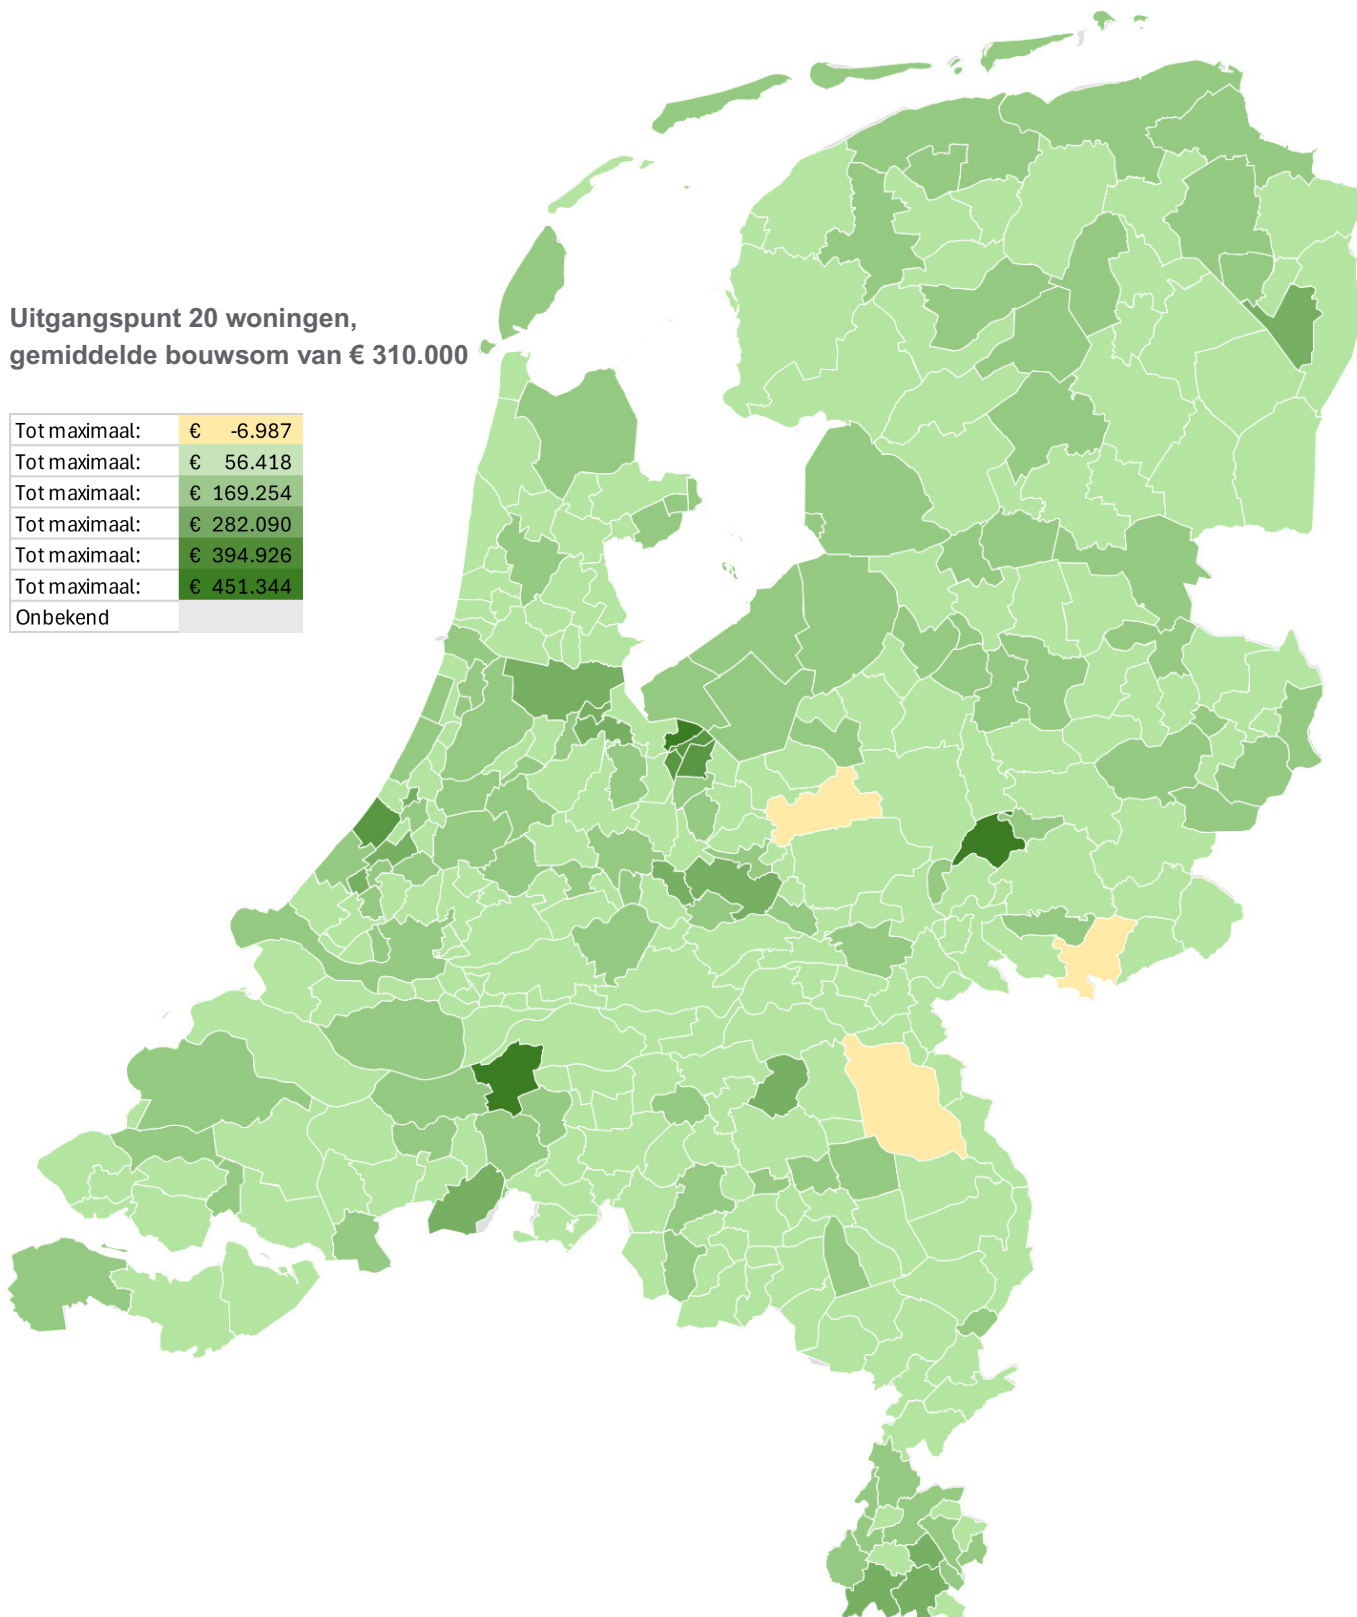 Uitgangspunt 20 woningen,
gemiddelde bouwsom van € 310.000
Tot maximaal: € -6.987
Tot maximaal: € 56.418
Tot maximaal: € 169.254
Tot maximaal: € 282.090
Tot maximaal: € 394.926
Tot maximaal: € 451.344
Onbekend